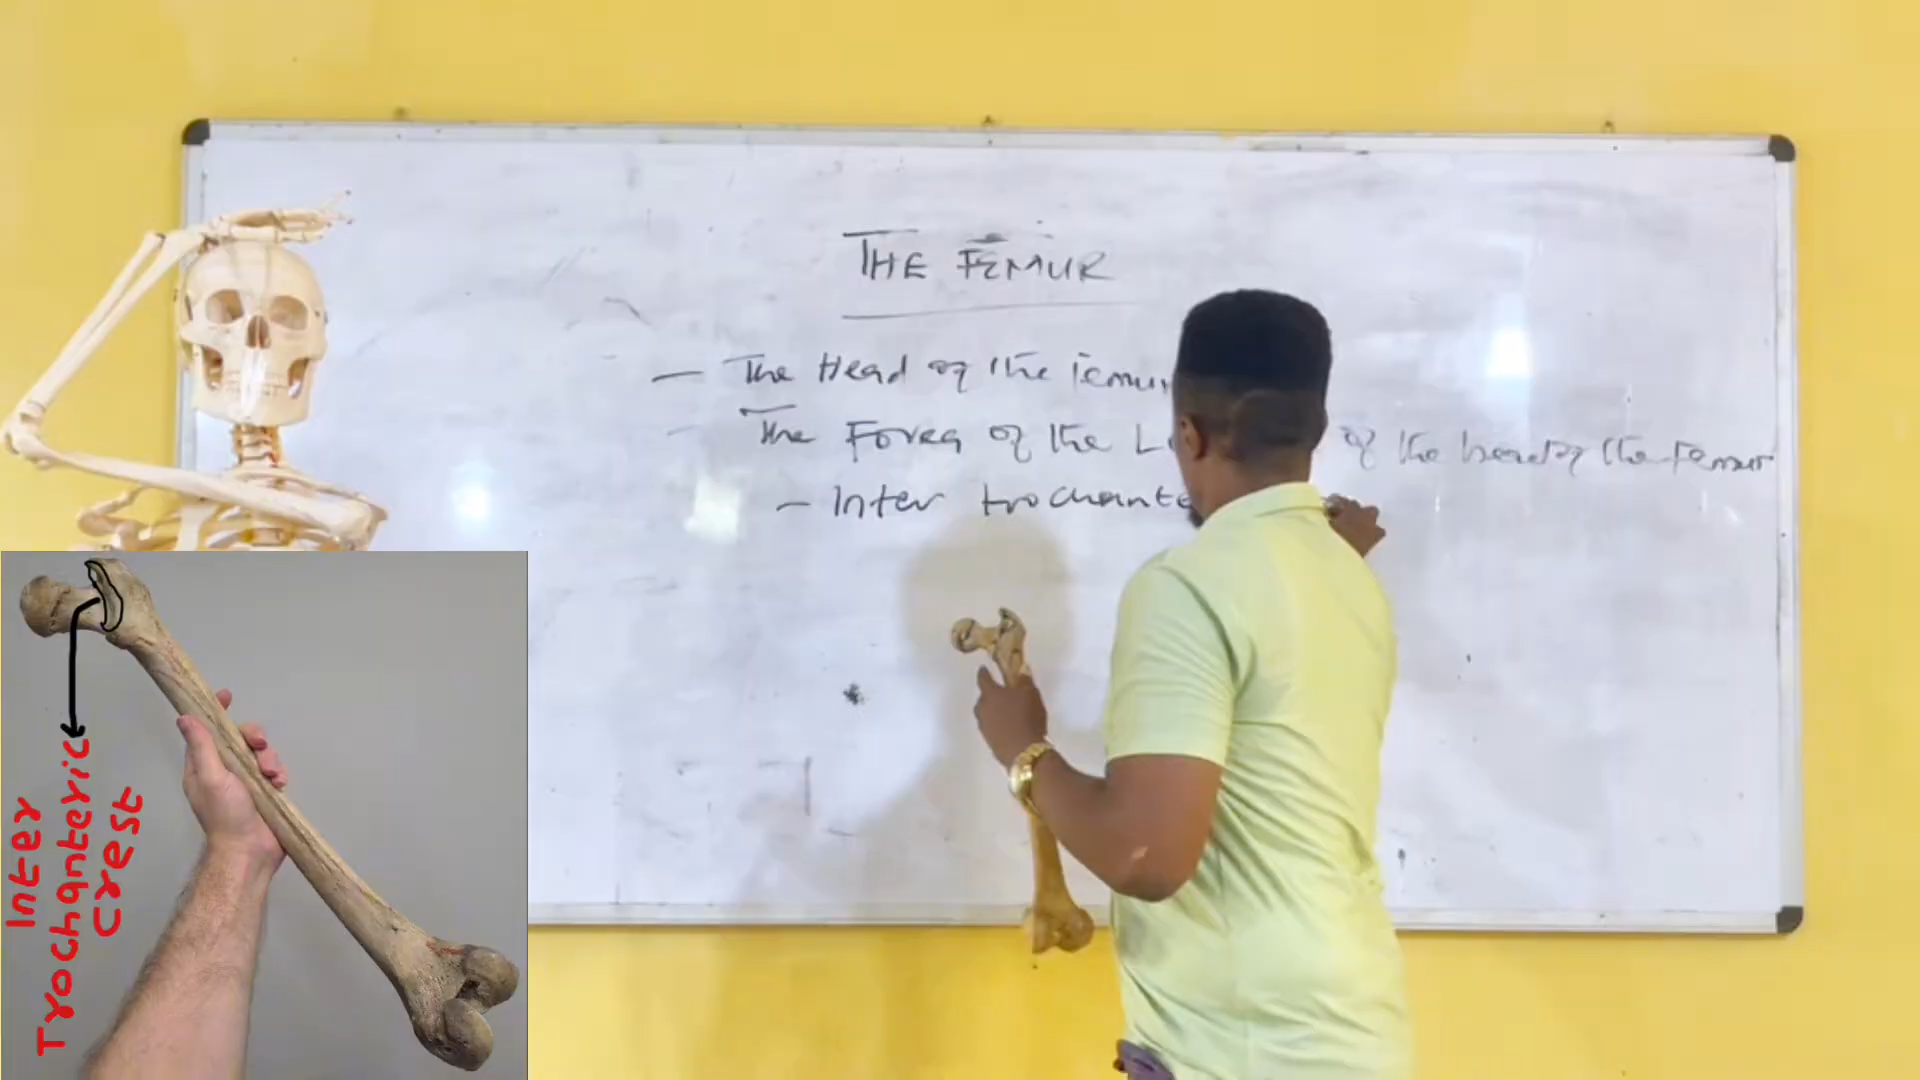 THE FEMUR
— The Head of the Femur
— The Fovea of the of the head of the Femur
— Inter trochante
Inter
Trochanteric
Crest